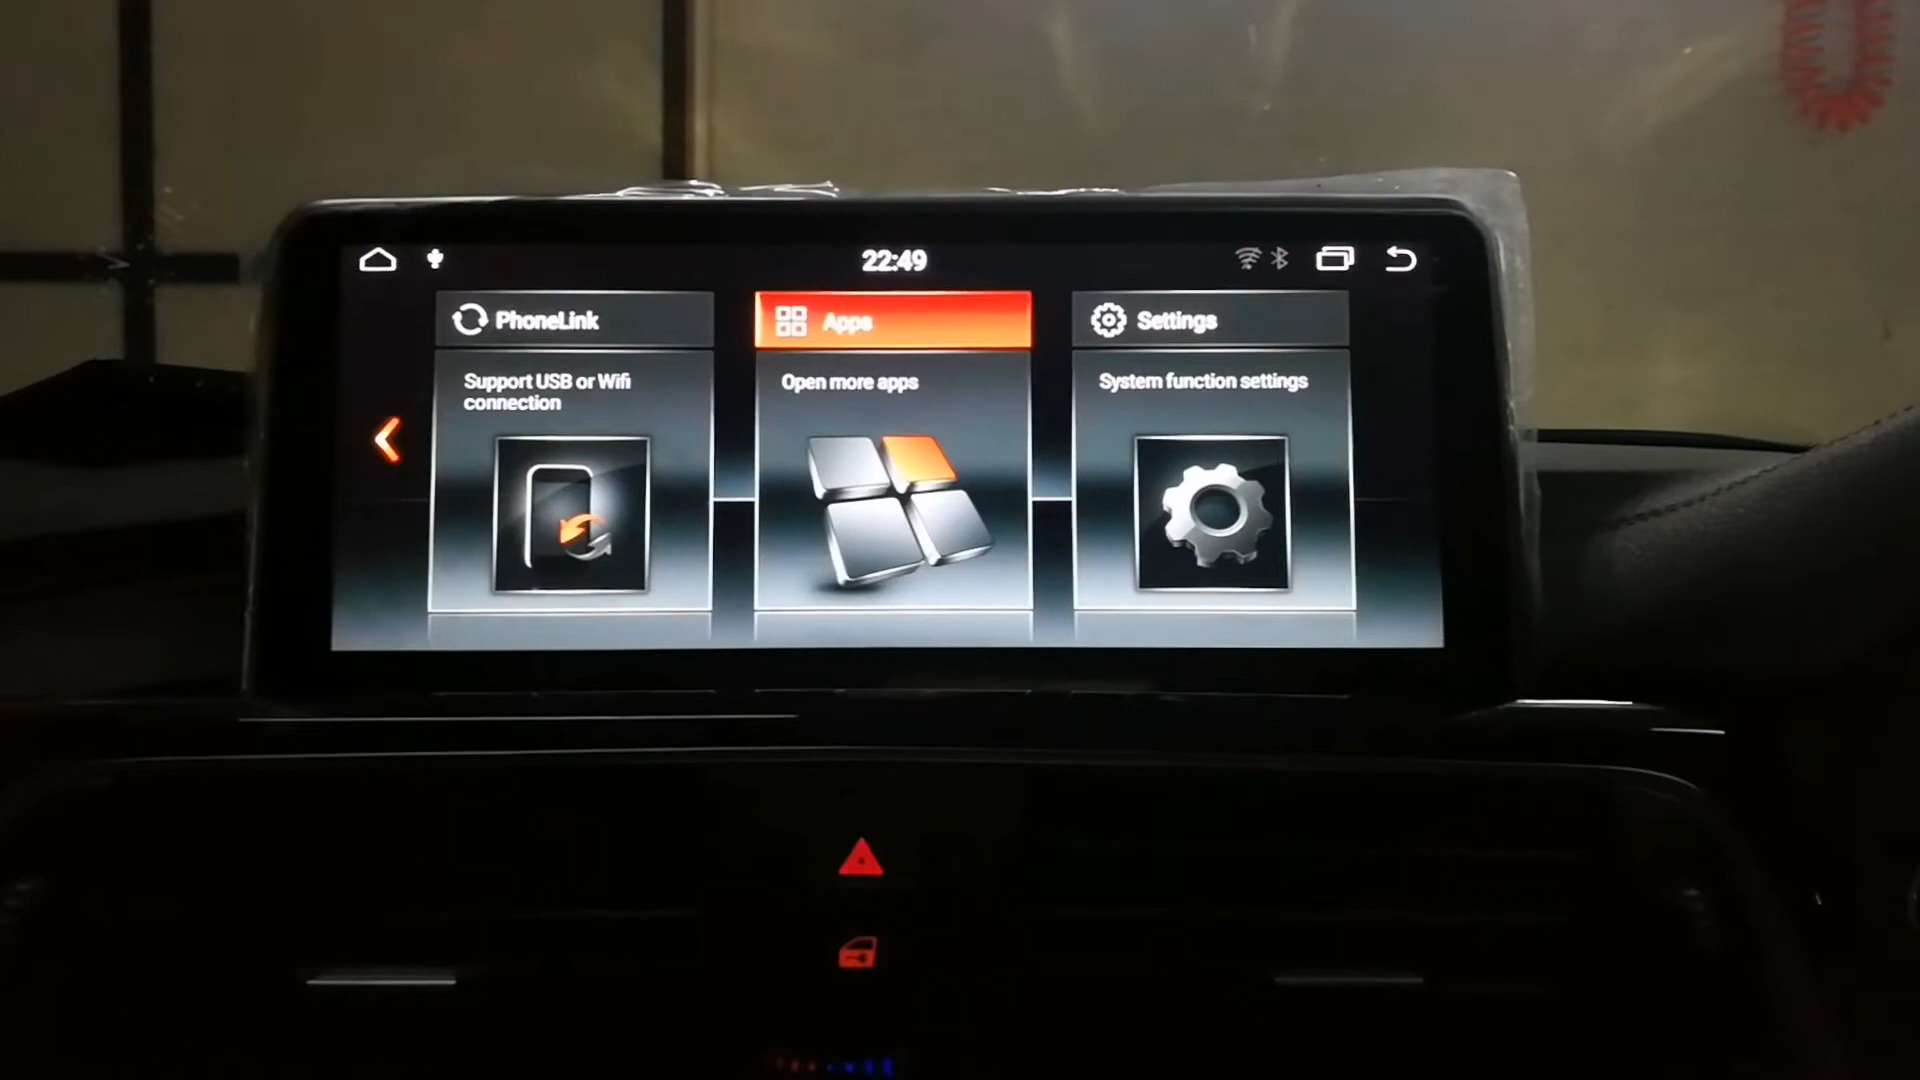 22:49
PhoneLink
Apps
Settings
Support USB or Wifi
connection
Open more apps
System function settings